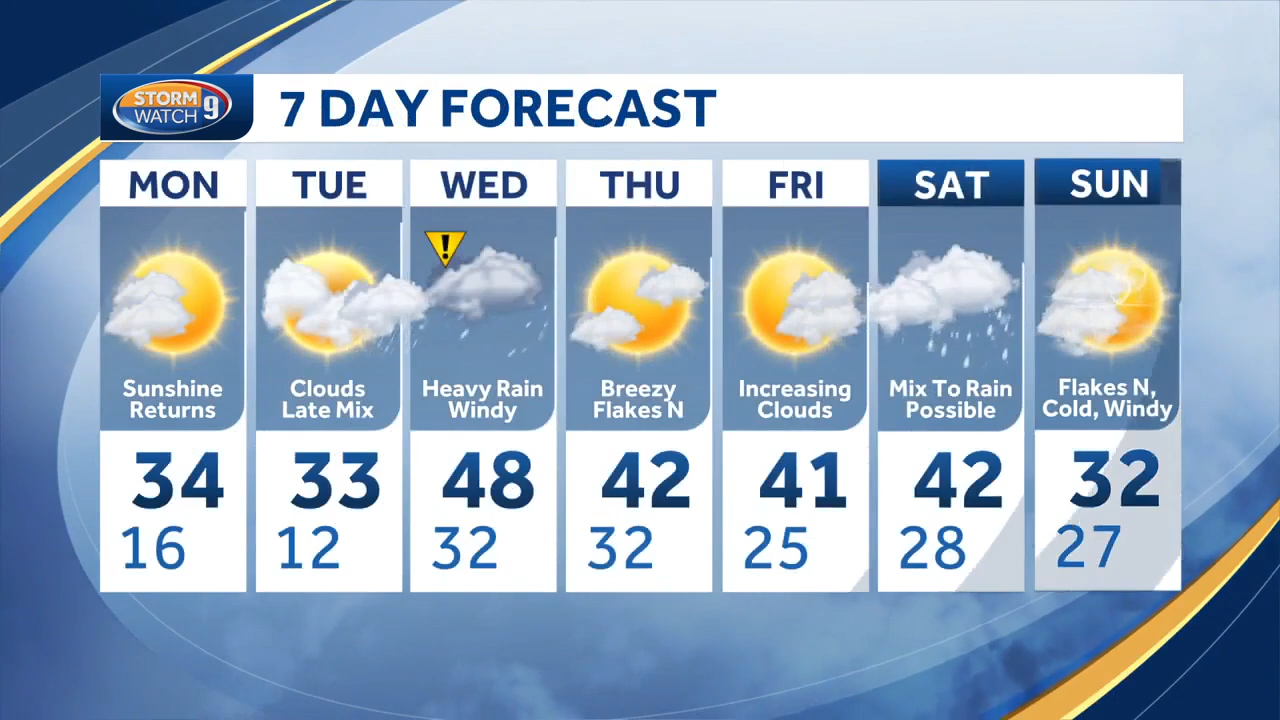 STORM
WATCH 9
7 DAY FORECAST
MON
TUE
WED
THU
FRI
SAT
SUN
!
Sunshine
Returns
Clouds
Late Mix
Heavy Rain
Windy
Breezy
Flakes N
Increasing
Clouds
Mix To Rain
Possible
Flakes N,
Cold, Windy
34
33
48
42
41
42
32
16
12
32
32
25
28
27